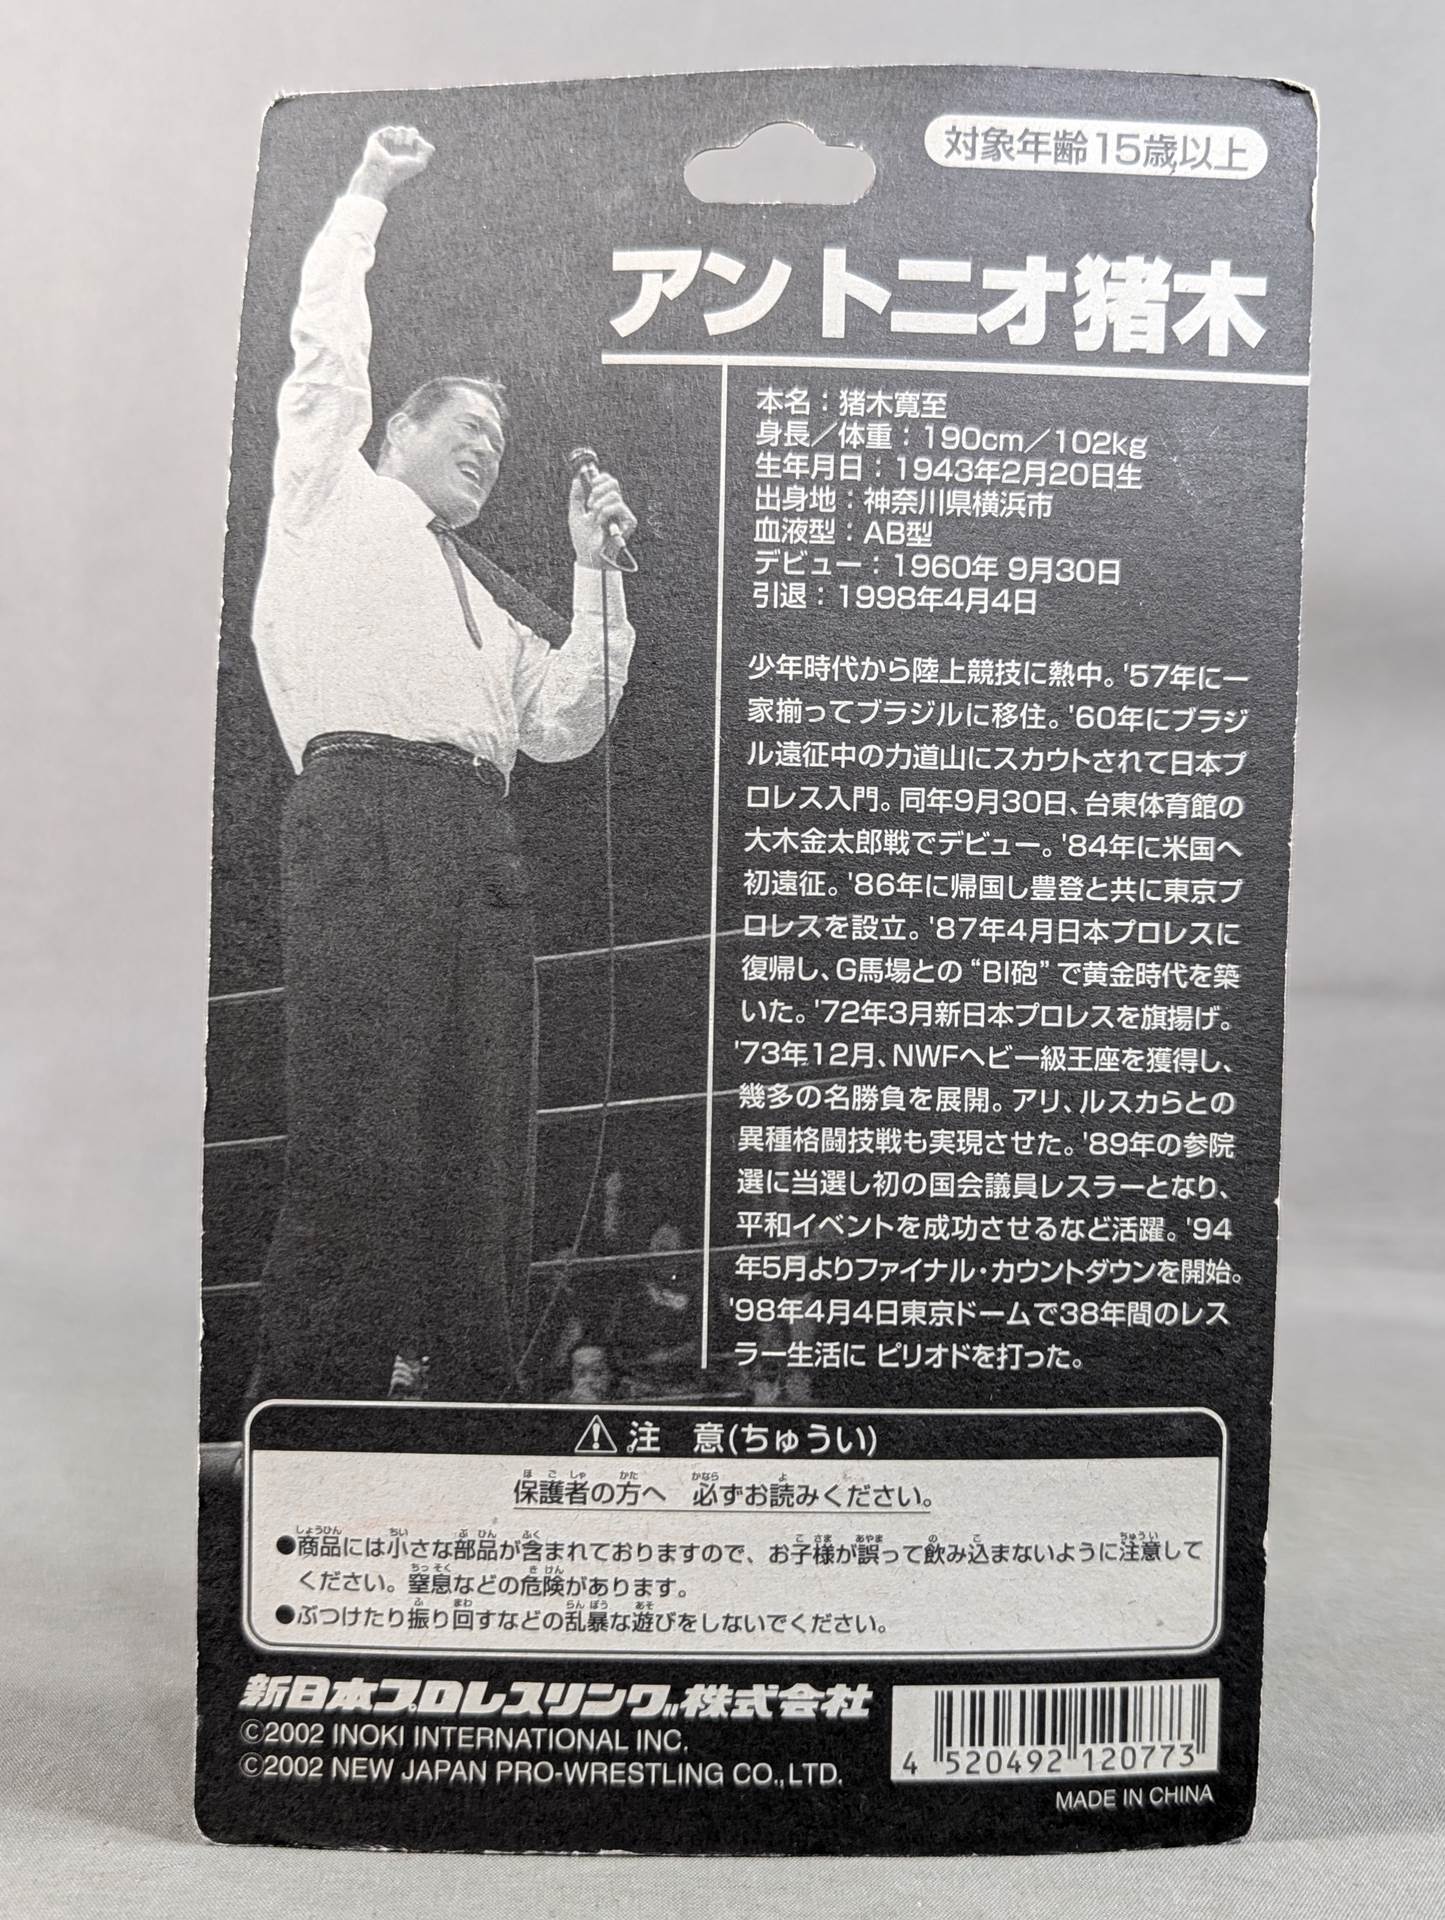 対象年齢15歳以上
アントニオ猪木
本名：猪木寛至
身長／体重：190cm／102kg
生年月日：1943年2月20日生
出身地：神奈川県横浜市
血液型：AB型
デビュー：1960年 9月30日
引退：1998年4月4日
少年時代から陸上競技に熱中。'57年に一
家揃ってブラジルに移住。'60年にブラジ
ル遠征中の力道山にスカウトされて日本プ
ロレス入門。同年9月30日、台東体育館の
大木金太郎戦でデビュー。'84年に米国へ
初遠征。'86年に帰国し豊登と共に東京プ
ロレスを設立。'87年4月日本プロレスに
復帰し、G馬場との“BI砲”で黄金時代を築
いた。'72年3月新日本プロレスを旗揚げ。
'73年12月、NWFヘビー級王座を獲得し、
幾多の名勝負を展開。アリ、ルスカらとの
異種格闘技戦も実現させた。'89年の参院
選に当選し初の国会議員レスラーとなり、
平和イベントを成功させるなど活躍。'94
年5月よりファイナル・カウントダウンを開始。
'98年4月4日東京ドームで38年間のレス
ラー生活に ピリオドを打った。
注　意(ちゅうい)
保護者の方へ　必ずお読みください。
●商品には小さな部品が含まれておりますので、お子様が誤って飲み込まないように注意して
ください。窒息などの危険があります。
●ぶつけたり振り回すなどの乱暴な遊びをしないでください。
新日本プロレスリング株式会社
©2002 INOKI INTERNATIONAL INC.
©2002 NEW JAPAN PRO-WRESTLING CO.,LTD.
4 520492 120773
MADE IN CHINA